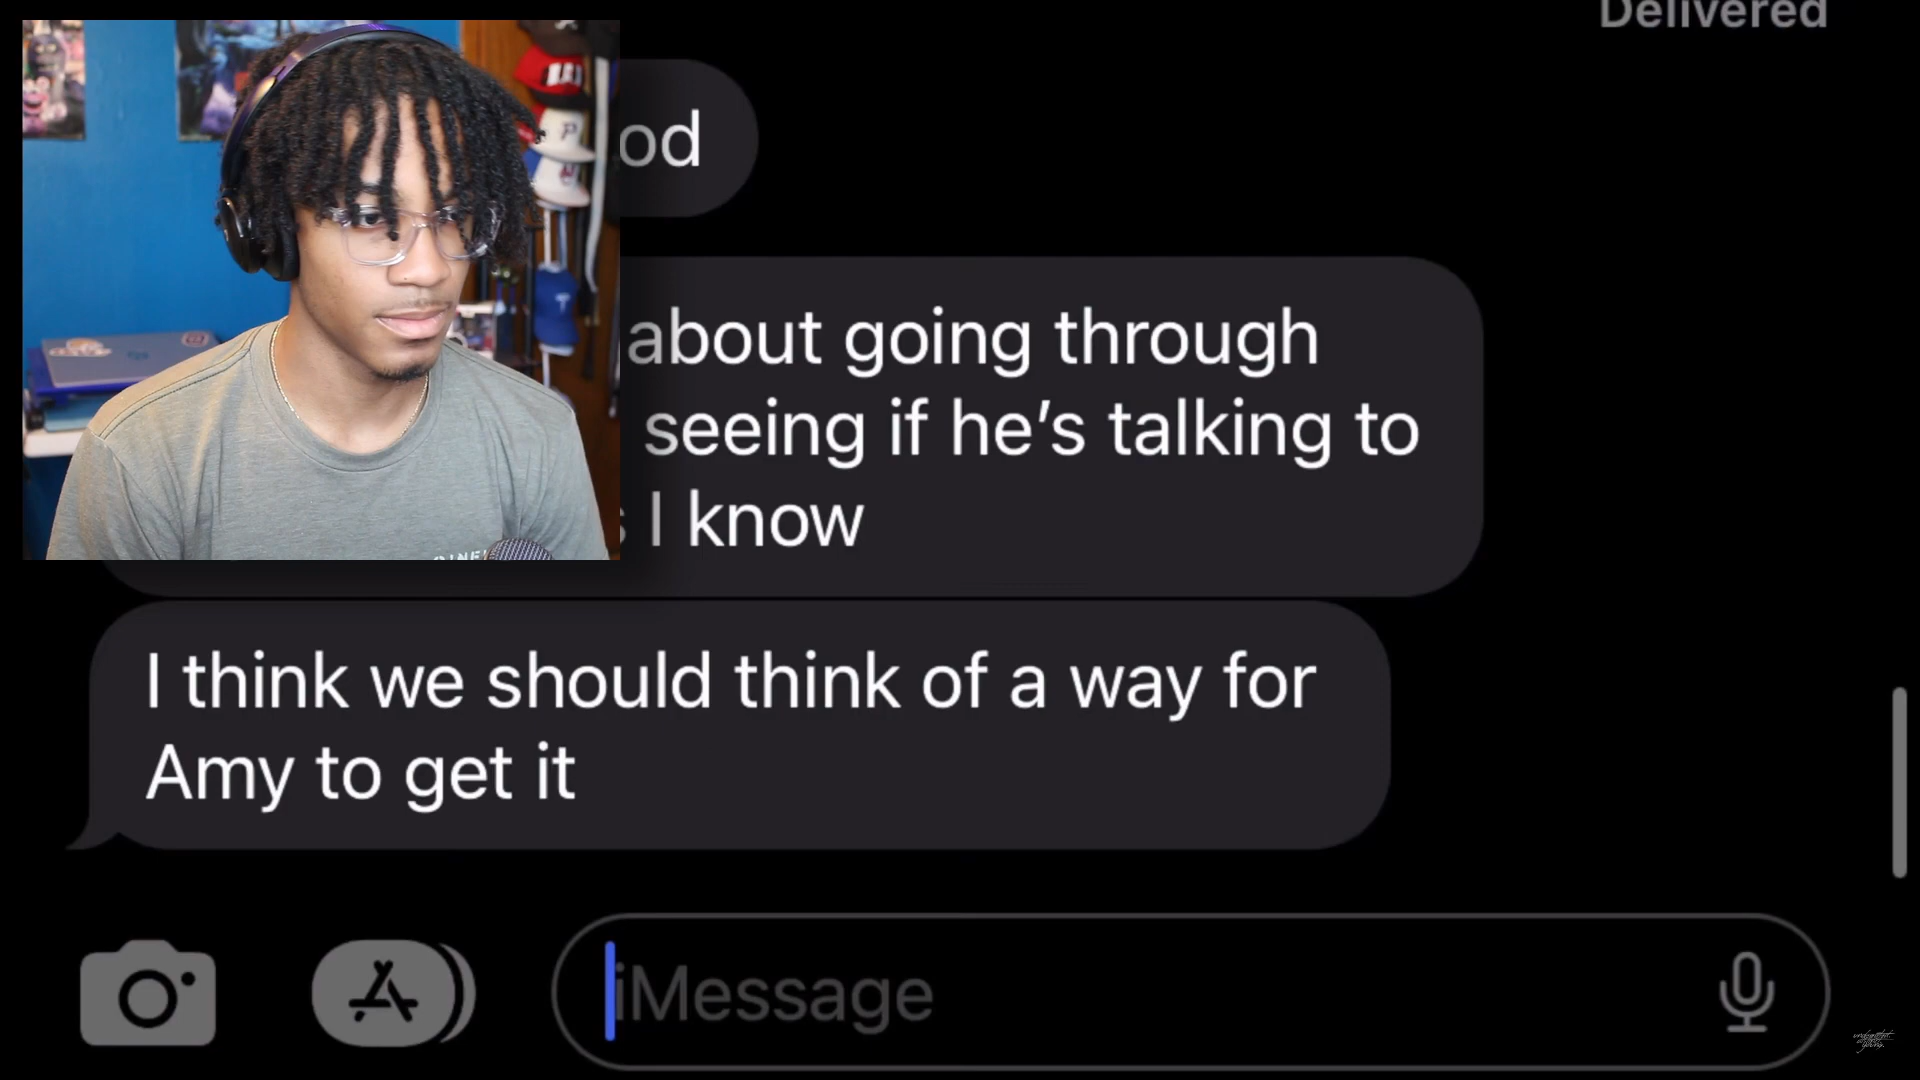 Delivered
od
about going through
seeing if he's talking to
I know
I think we should think of a way for
Amy to get it
iMessage